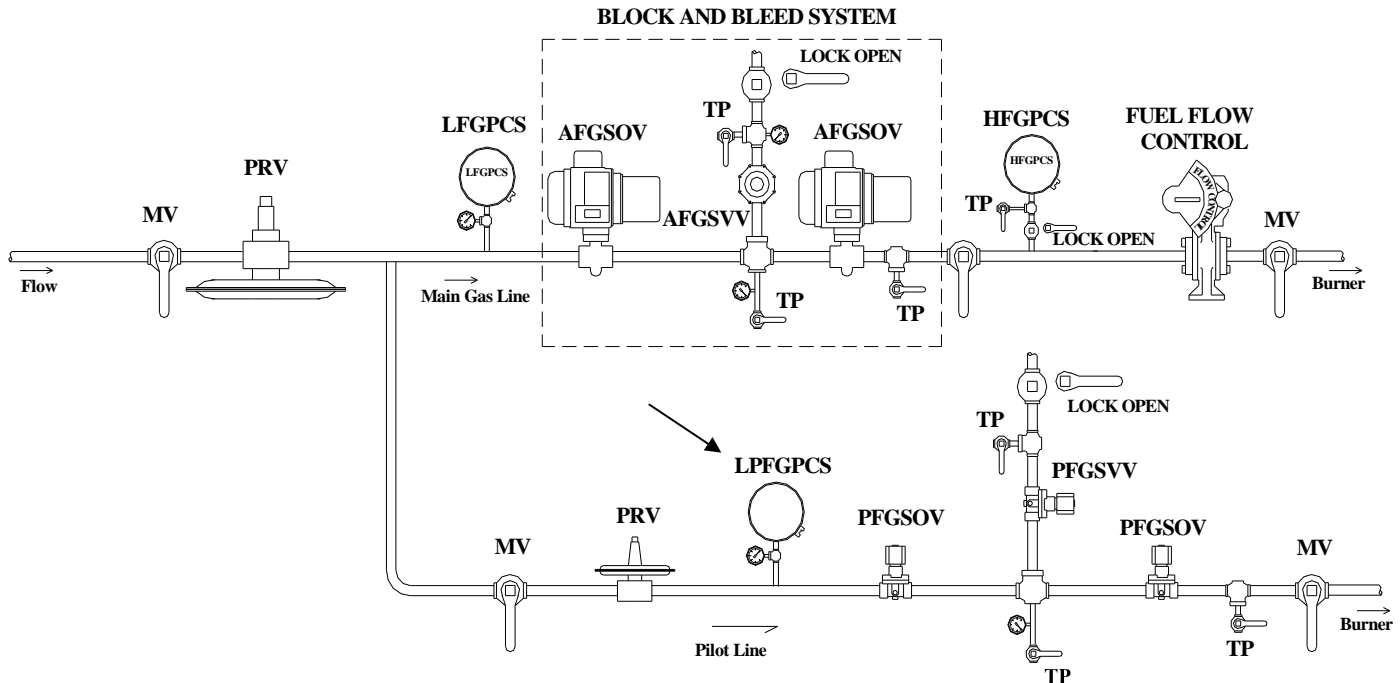 BLOCK AND BLEED SYSTEM
LOCK OPEN
TP
LFGPCS
AFGSOV
AFGSOV
HFGPCS
FUEL FLOW
CONTROL
PRV
LFGPCS
HFGPCS
FLOW CONTROL
MV
AFGSVV
TP
LOCK OPEN
MV
Flow
Main Gas Line
TP
TP
Burner
LOCK OPEN
TP
LPFGPCS
PFGSVV
PRV
PFGSOV
PFGSOV
MV
MV
Pilot Line
Burner
TP
TP